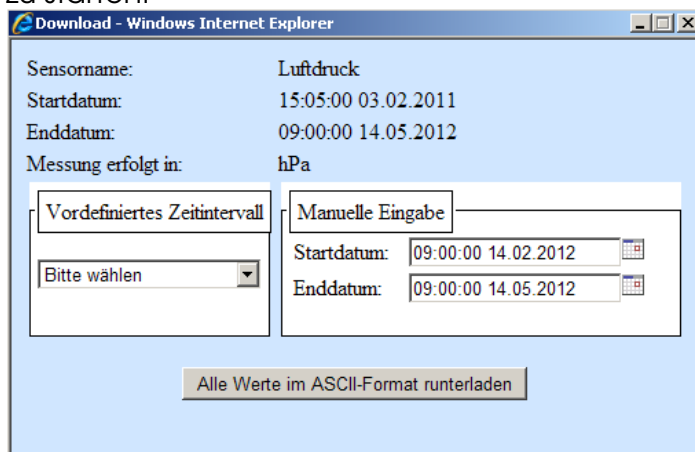 Download - Windows Internet Explorer
Sensorname: Luftdruck
Startdatum: 15:05:00 03.02.2011
Enddatum: 09:00:00 14.05.2012
Messung erfolgt in: hPa
Vordefiniertes Zeitintervall
Bitte wählen
Manuelle Eingabe
Startdatum: 09:00:00 14.02.2012
Enddatum: 09:00:00 14.05.2012
Alle Werte im ASCII-Format runterladen